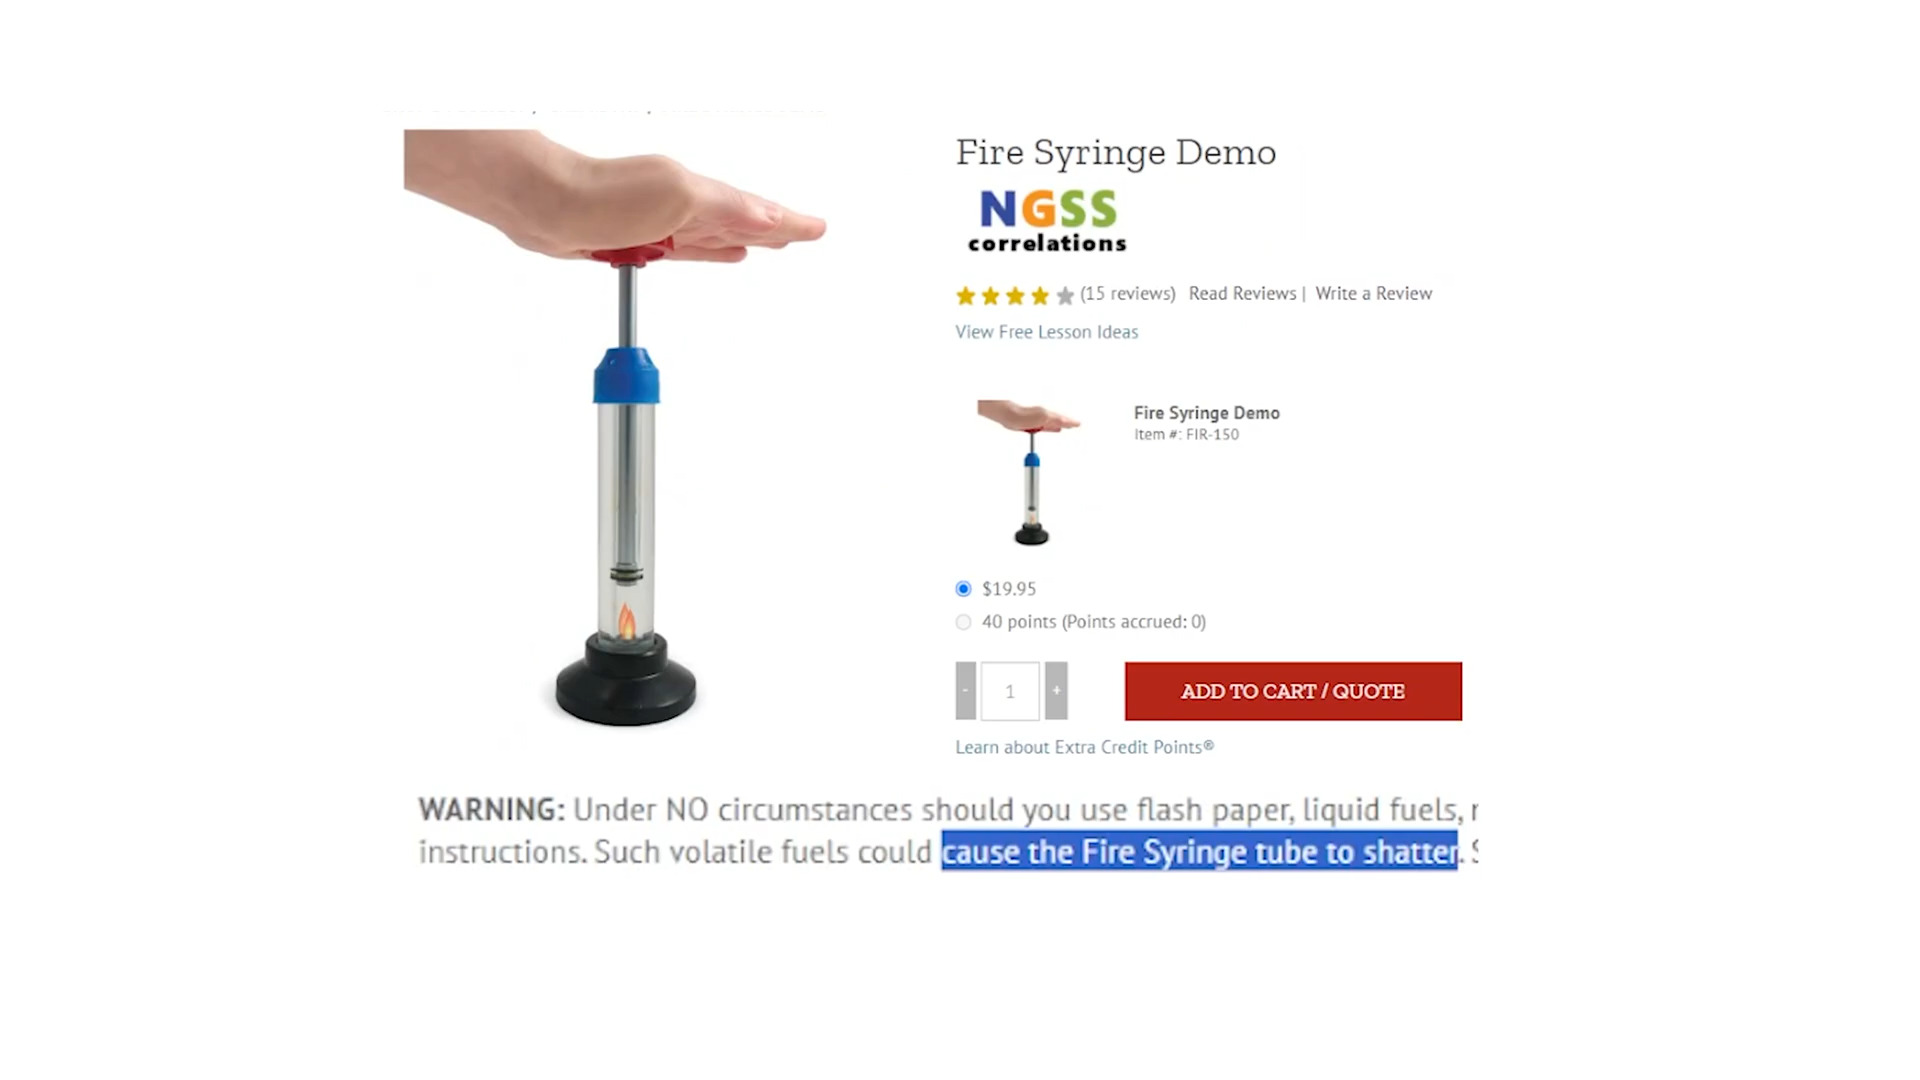 Fire Syringe Demo
NGSS
correlations
(15 reviews) Read Reviews | Write a Review
View Free Lesson Ideas
Fire Syringe Demo
Item #: FIR-150
$19.95
40 points (Points accrued: 0)
- 1 +
ADD TO CART / QUOTE
Learn about Extra Credit Points®
WARNING: Under NO circumstances should you use flash paper, liquid fuels,
instructions. Such volatile fuels could cause the Fire Syringe tube to shatter.